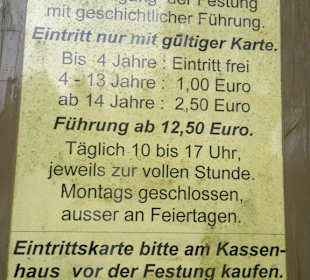 der Festung
mit geschichtlicher Führung.
Eintritt nur mit gültiger Karte.
Bis 4 Jahre : Eintritt frei
4 - 13 Jahre : 1,00 Euro
ab 14 Jahre : 2,50 Euro
Führung ab 12,50 Euro.
Täglich 10 bis 17 Uhr,
jeweils zur vollen Stunde.
Montags geschlossen,
ausser an Feiertagen.
Eintrittskarte bitte am Kassen-
haus vor der Festung kaufen.